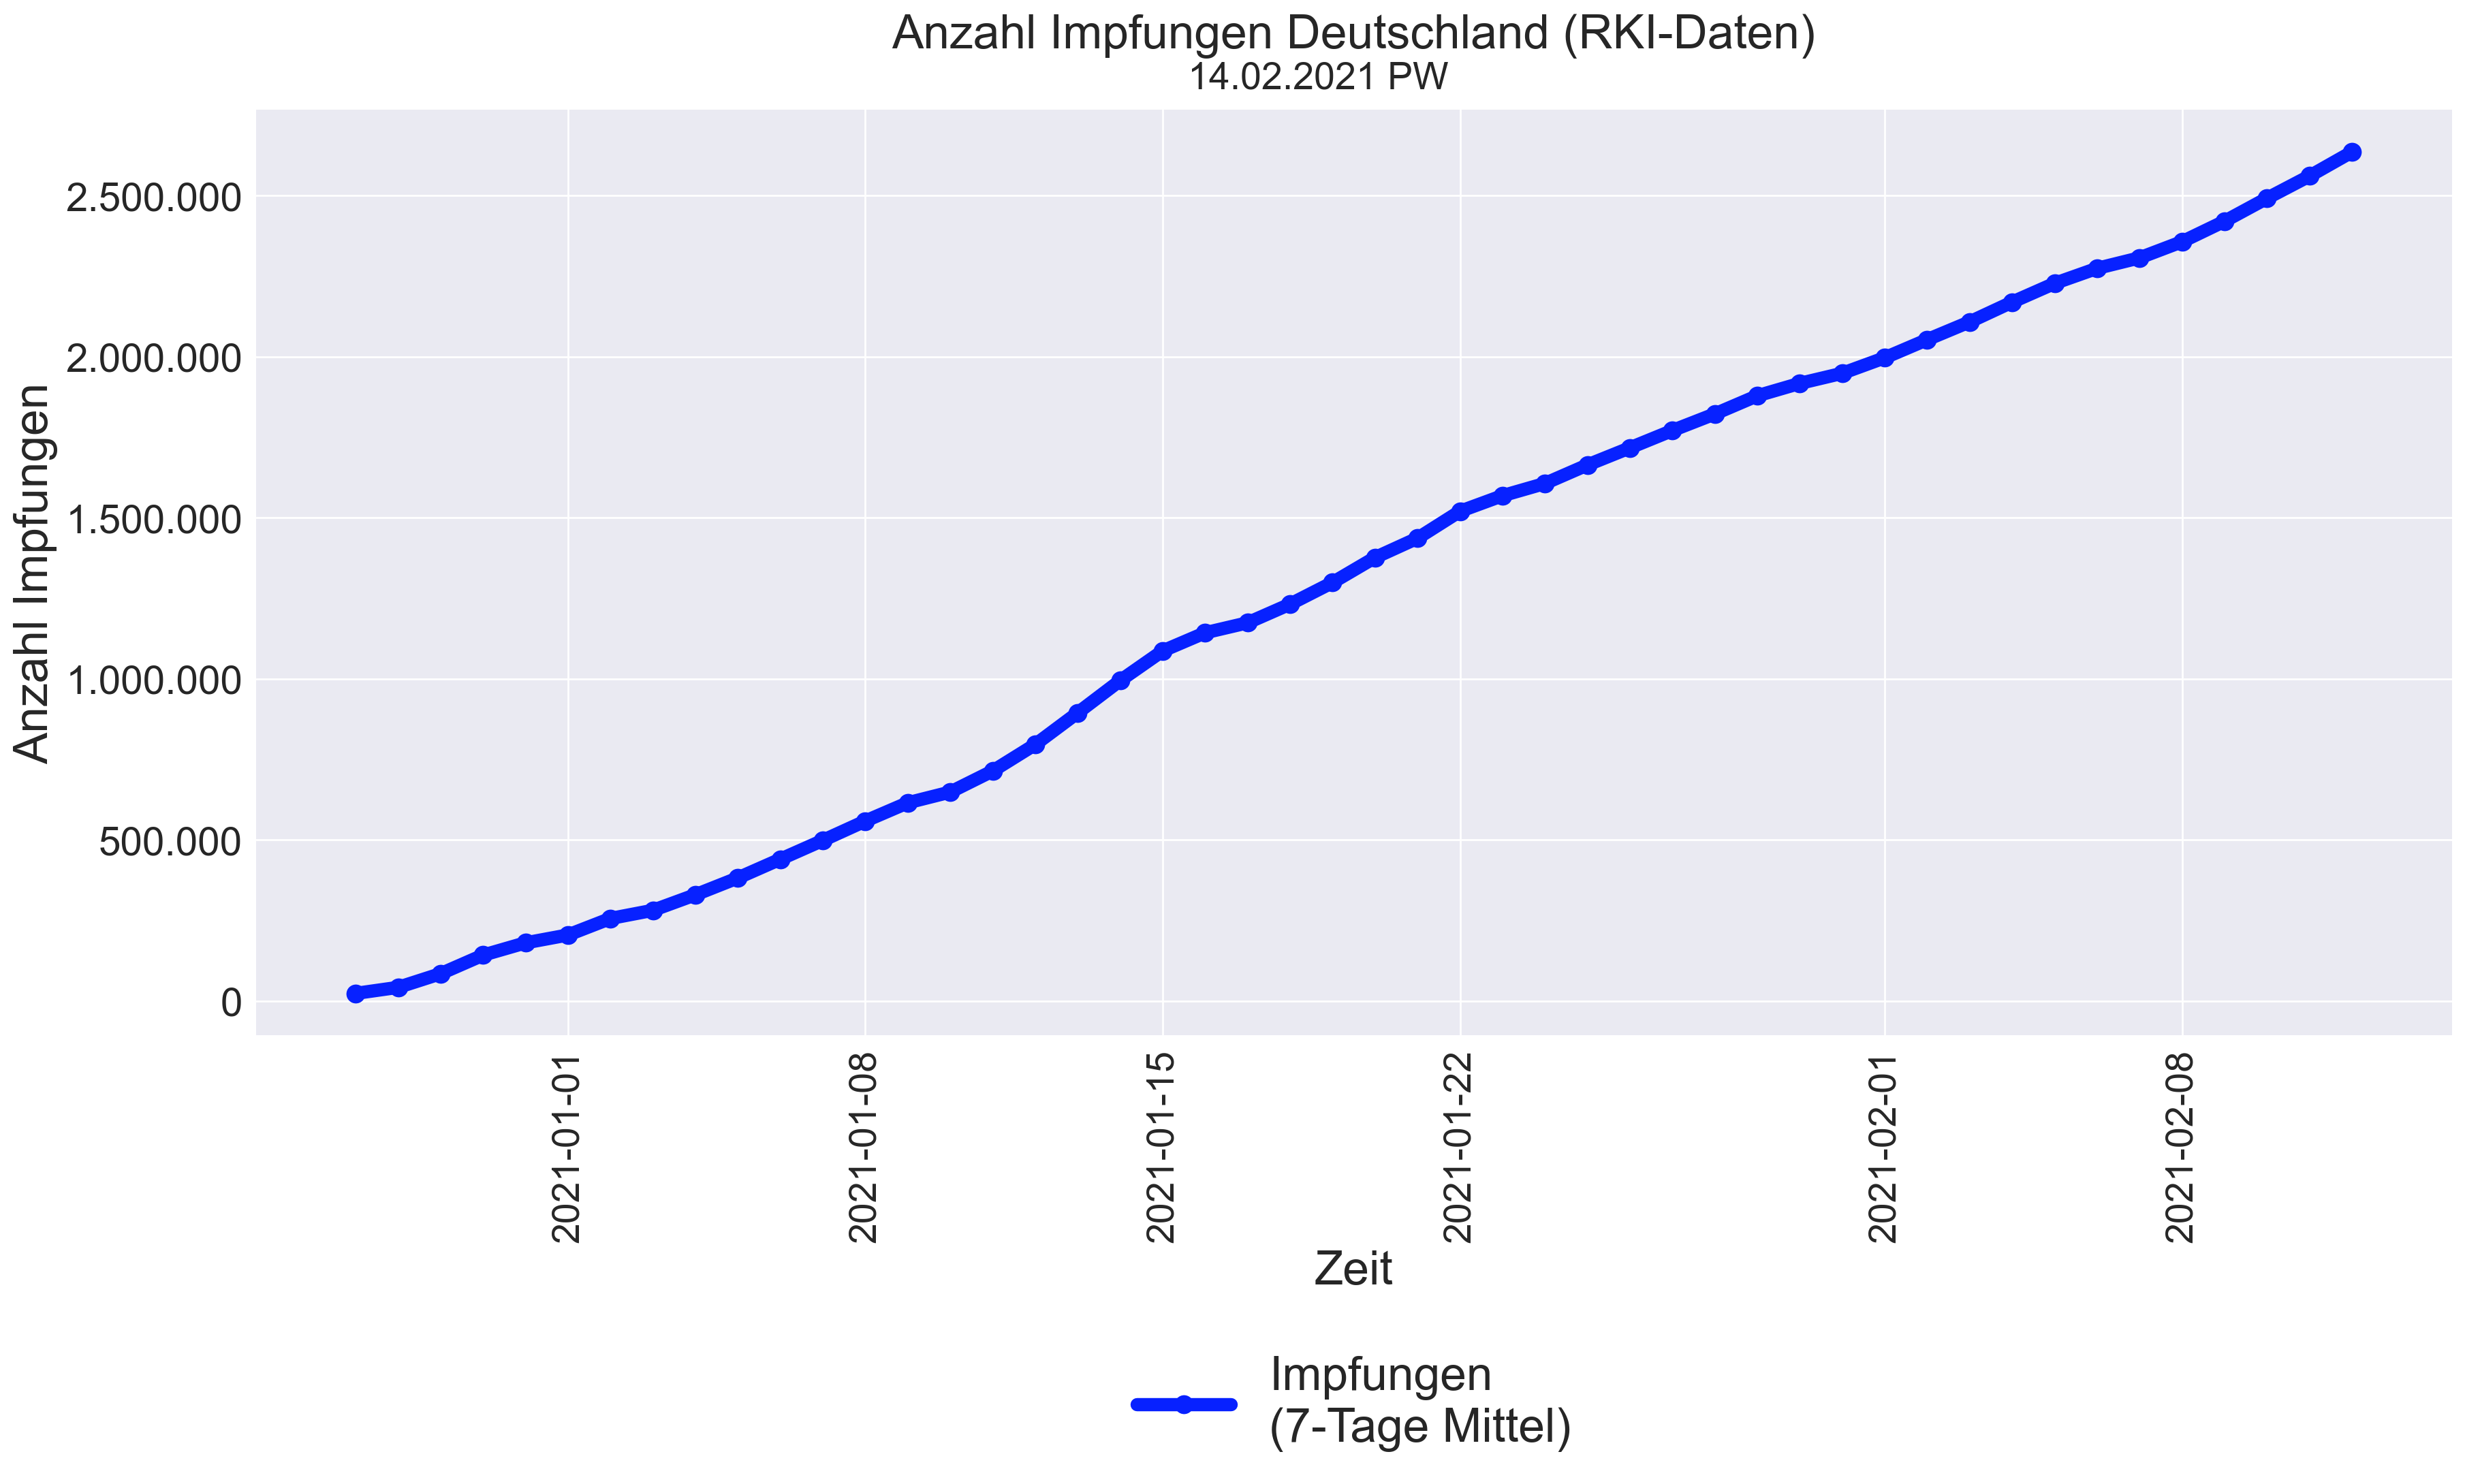 Anzahl Impfungen Deutschland (RKI-Daten)
14.02.2021 PW
Anzahl Impfungen
2.500.000
2.000.000
1.500.000
1.000.000
500.000
0
2021-01-01
2021-01-08
2021-01-15
2021-01-22
2021-02-01
2021-02-08
Zeit
Impfungen
(7-Tage Mittel)